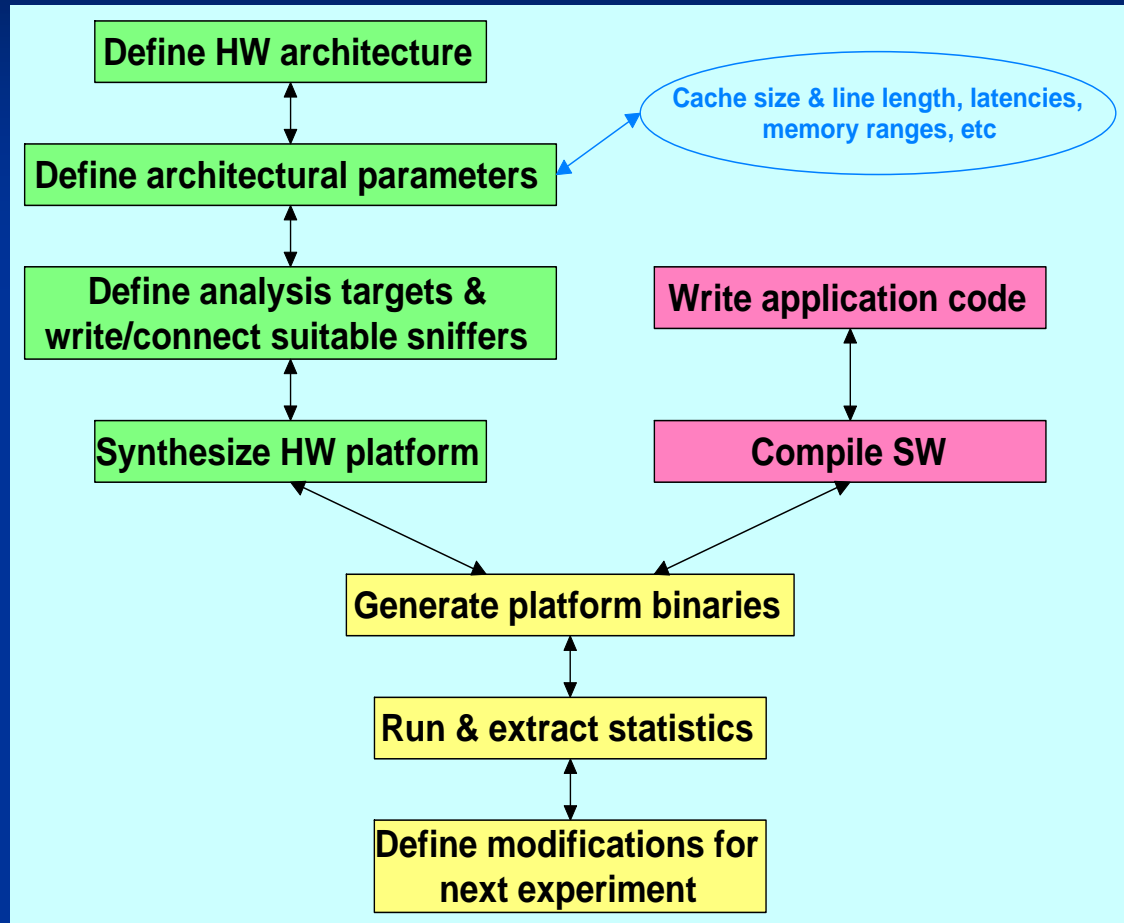 Define HW architecture
Cache size & line length, latencies,
memory ranges, etc
Define architectural parameters
Define analysis targets &
write/connect suitable sniffers
Write application code
Synthesize HW platform
Compile SW
Generate platform binaries
Run & extract statistics
Define modifications for
next experiment